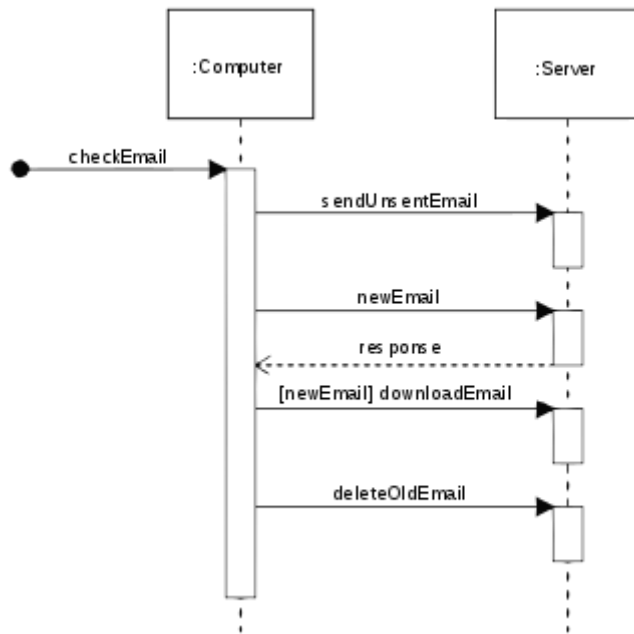 :Computer
:Server
checkEmail
sendUnsentEmail
newEmail
response
[newEmail] downloadEmail
deleteOldEmail